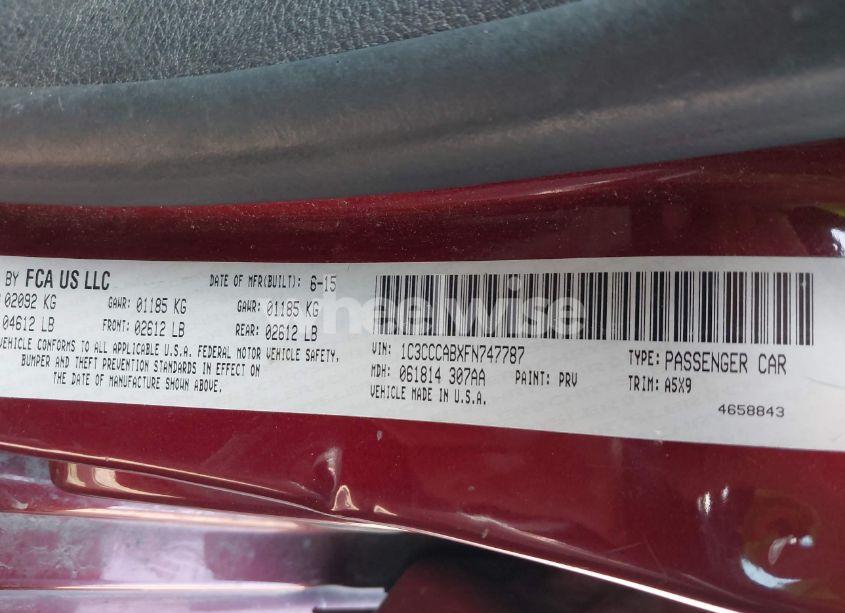 BY FCA US LLC DATE OF MFR(BUILT): 6-15
02092 KG GAWR: 01185 KG GAWR: 01185 KG
04612 LB FRONT: 02612 LB REAR: 02612 LB
VEHICLE CONFORMS TO ALL APPLICABLE U.S.A. FEDERAL MOTOR VEHICLE SAFETY,
BUMPER AND THEFT PREVENTION STANDARDS IN EFFECT ON
THE DATE OF MANUFACTURE SHOWN ABOVE.
VIN: 1C3CCCABXFN747787 TYPE: PASSENGER CAR
MDH: 061814 307AA PAINT: PRV TRIM: A5X9
VEHICLE MADE IN U.S.A. 4658843
heelwise